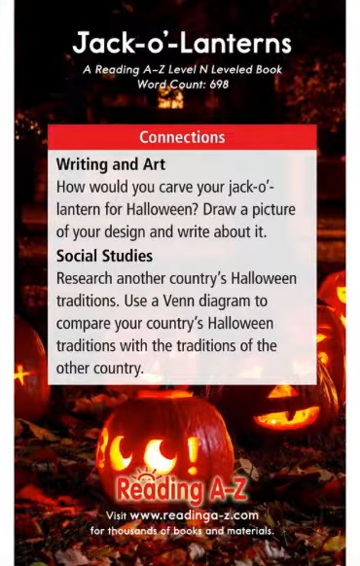 Jack-o'-Lanterns
A Reading A–Z Level N Leveled Book
Word Count: 698
Connections
Writing and Art
How would you carve your jack-o'-
lantern for Halloween? Draw a picture
of your design and write about it.
Social Studies
Research another country's Halloween
traditions. Use a Venn diagram to
compare your country's Halloween
traditions with the traditions of the
other country.
Reading A-Z
Visit www.readinga-z.com
for thousands of books and materials.